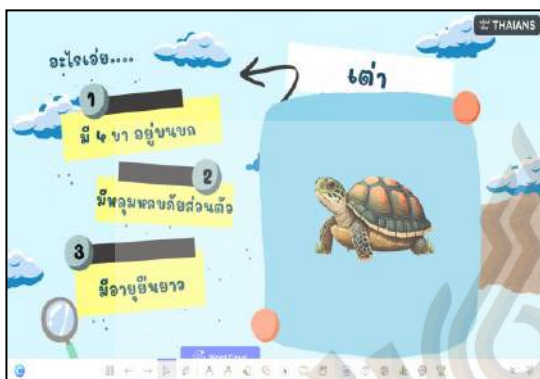 THAIANS
อะไรเอ่ย....
เต่า
1
มี 4 ขา อยู่บนบก
2
มีหลุมหลบภัยส่วนตัว
3
มีอายุยืนยาว
Word Cloud